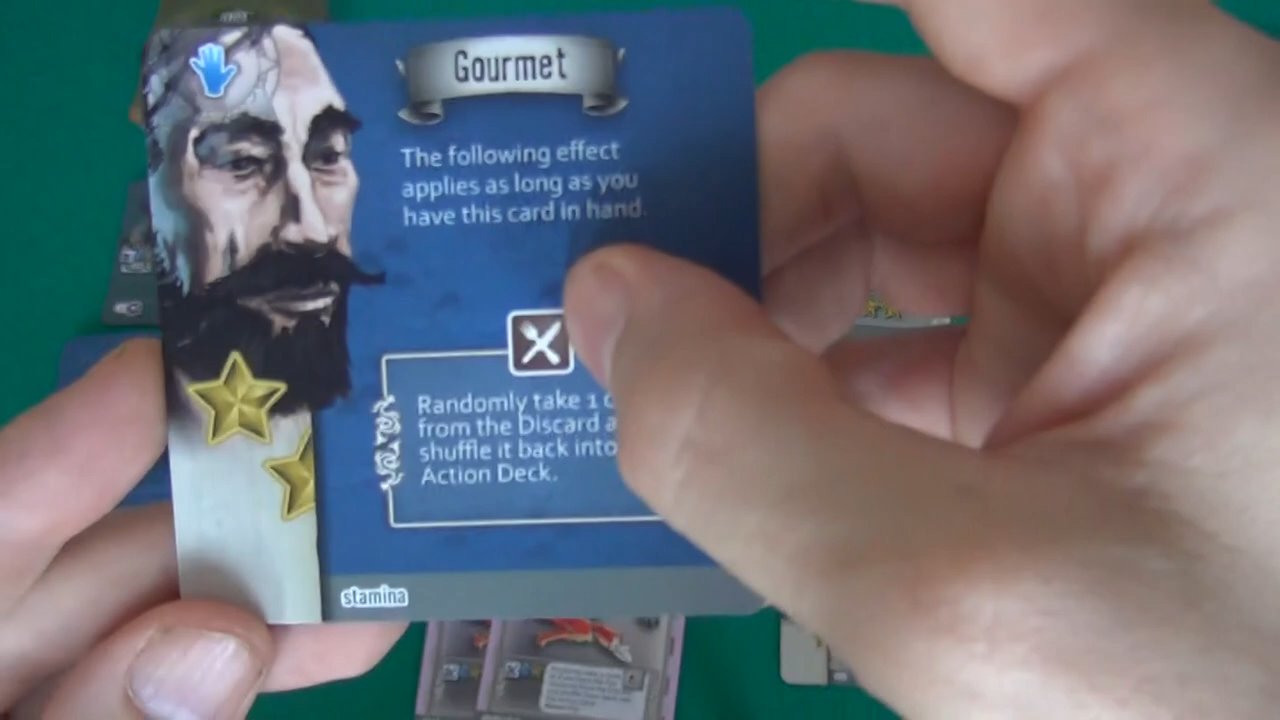 Gourmet
The following effect
applies as long as you
have this card in hand.
Randomly take 1
from the Discard
shuffle it back into
Action Deck.
stamina